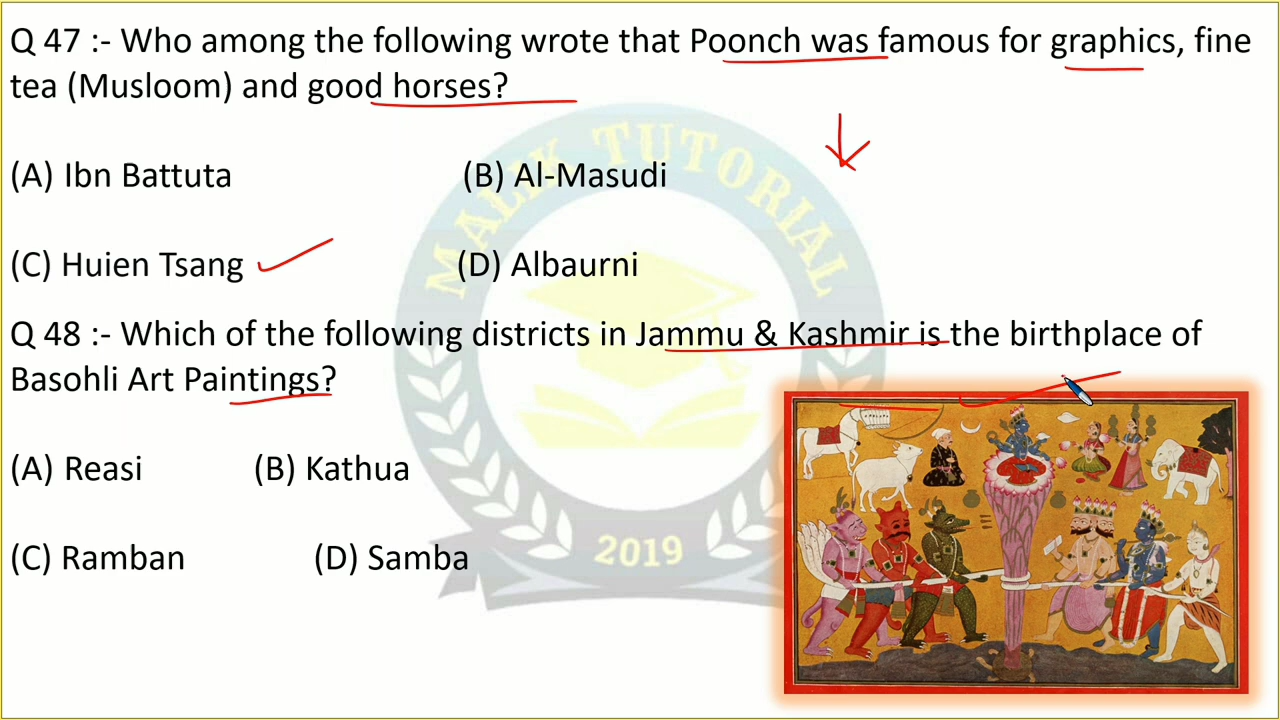 Q 47 :- Who among the following wrote that Poonch was famous for graphics, fine
tea (Musloom) and good horses?
(A) Ibn Battuta (B) Al-Masudi
(C) Huien Tsang (D) Albaurni
Q 48 :- Which of the following districts in Jammu & Kashmir is the birthplace of
Basohli Art Paintings?
(A) Reasi (B) Kathua
(C) Ramban (D) Samba
MALK TUTORIAL
2019